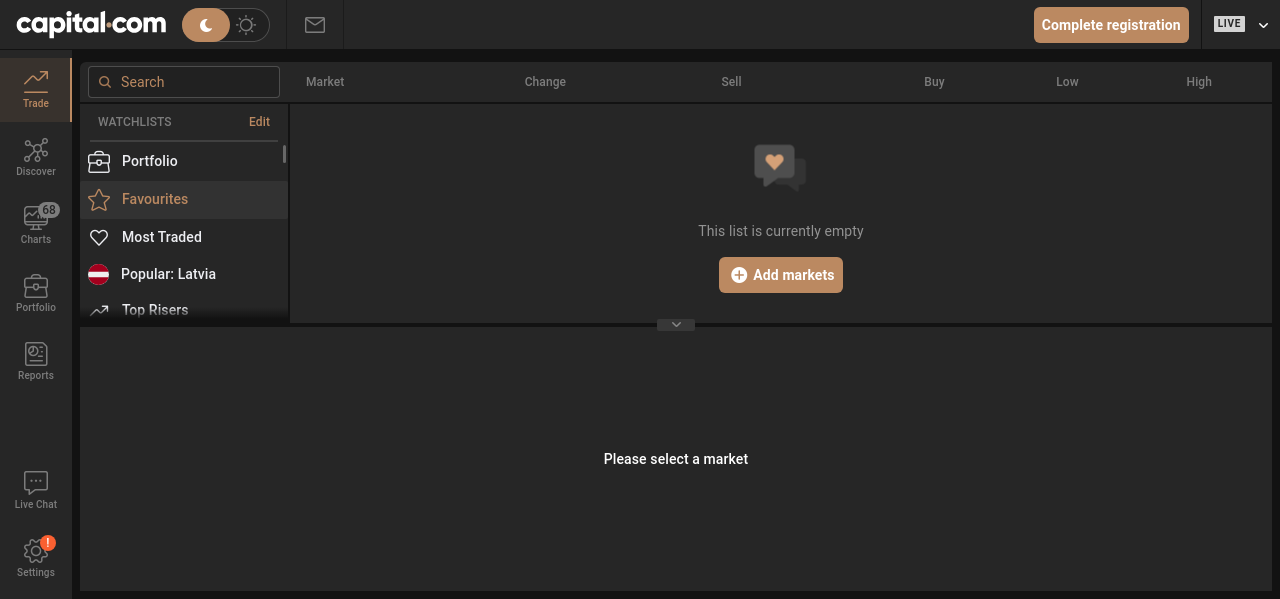 capital.com
Complete registration
LIVE
Trade
Discover
68
Charts
Portfolio
Reports
Live Chat
!
Settings
Search
Market
Change
Sell
Buy
Low
High
WATCHLISTS
Edit
Portfolio
Favourites
Most Traded
Popular: Latvia
Top Risers
This list is currently empty
Add markets
Please select a market